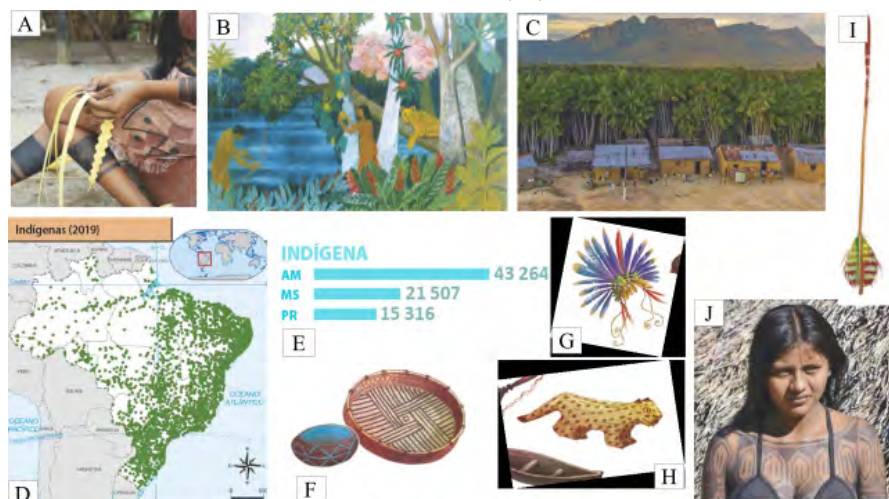 A
B
C
I
Indígenas (2019)
INDÍGENA
AM 43 264
MS 21 507
PR 15 316
E
G
J
OCEANO
PACÍFICO
OCEANO
ATLÂNTICO
D
F
H